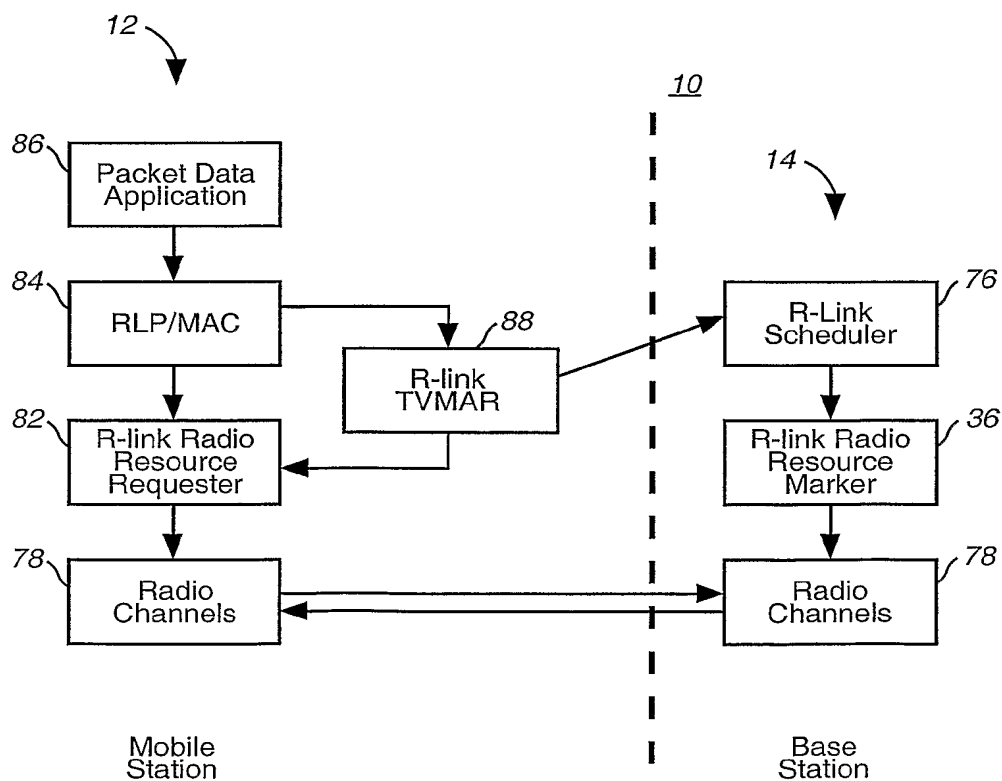 12
10
86
Packet Data
Application
14
84
RLP/MAC
88
R-link
TVMAR
76
R-Link
Scheduler
82
R-link Radio
Resource
Requester
36
R-link Radio
Resource
Marker
78
Radio
Channels
78
Radio
Channels
Mobile
Station
Base
Station